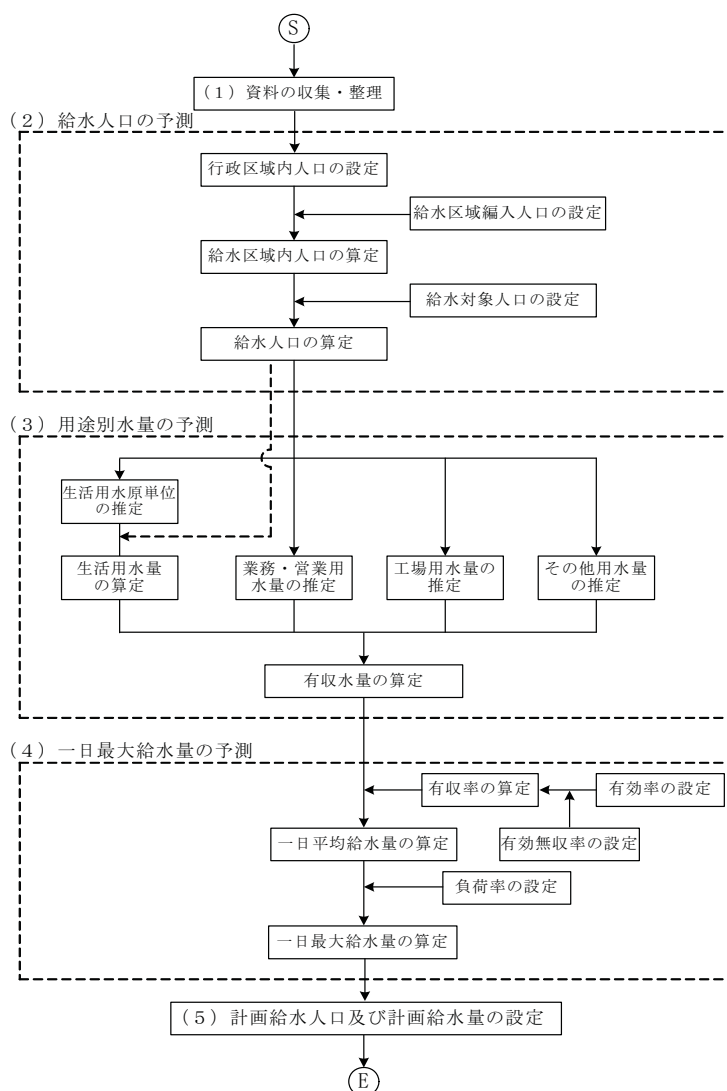 S
（１）資料の収集・整理
（２）給水人口の予測
行政区域内人口の設定
給水区域編入人口の設定
給水区域内人口の算定
給水対象人口の設定
給水人口の算定
（３）用途別水量の予測
生活用水原単位
の推定
生活用水量
の算定
業務・営業用
水量の推定
工場用水量の
推定
その他用水量
の推定
有収水量の算定
（４）一日最大給水量の予測
有収率の算定
有効率の設定
一日平均給水量の算定
有効無収率の設定
負荷率の設定
一日最大給水量の算定
（５）計画給水人口及び計画給水量の設定
E